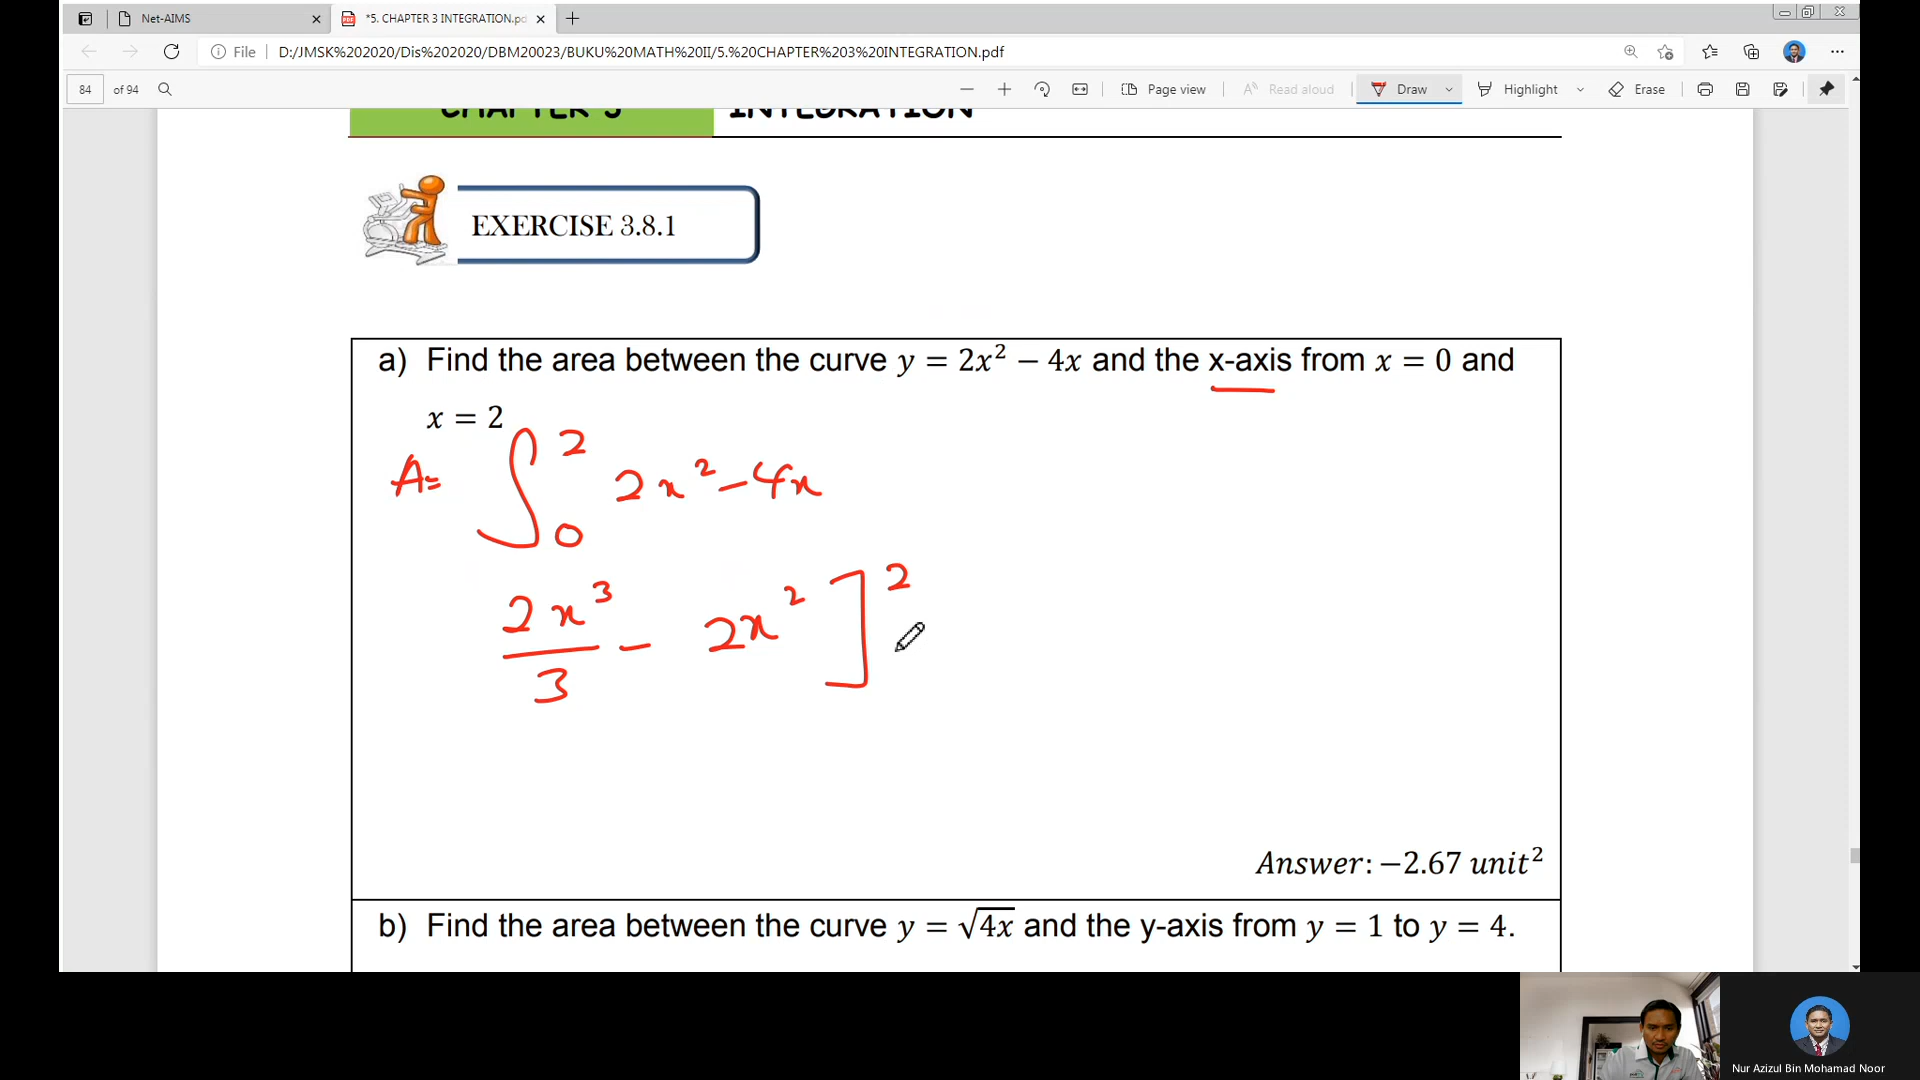 Net-AIMS
*5. CHAPTER 3 INTEGRATION.pd
File | D:/JMSK%202020/Dis%202020/DBM20023/BUKU%20MATH%20II/5.%20CHAPTER%203%20INTEGRATION.pdf
84 of 94
Page view
Read aloud
Draw
Highlight
Erase
CHAPTER 3 INTEGRATION
EXERCISE 3.8.1
a) Find the area between the curve y = 2x² − 4x and the x-axis from x = 0 and
x = 2
A= ∫₀² 2x² − 4x
2x³/3 − 2x² ]²
Answer: −2.67 unit²
b) Find the area between the curve y = √4x and the y-axis from y = 1 to y = 4.
Nur Azizul Bin Mohamad Noor